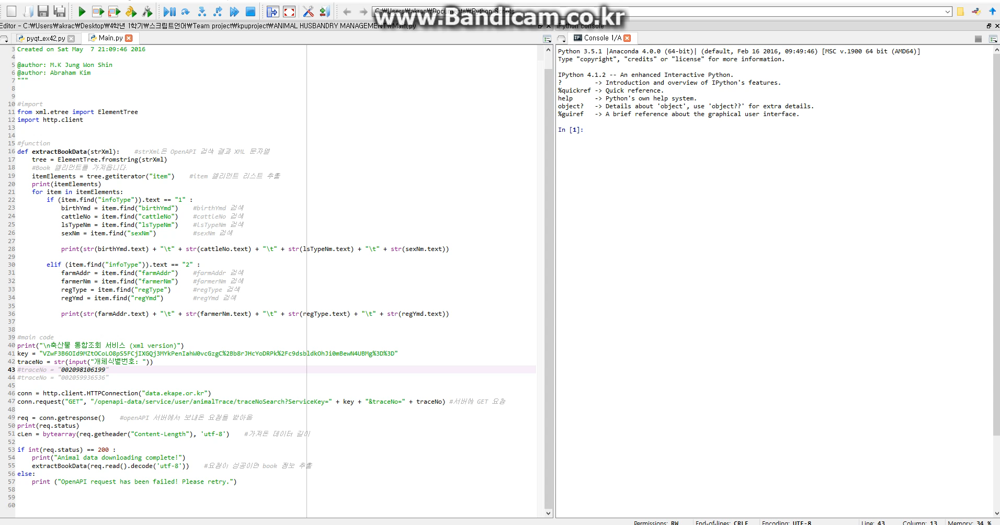 www.Bandicam.co.kr
Editor - C:₩Users₩akrac₩Desktop₩4학년 1학기₩스크립트언어₩Team project₩kpuproject₩ANIMAL HUSBANDRY MANAGEMENT₩Main.py
IPython console
pyqt_ex42.py
Main.py
Console 1/A
3 Created on Sat May  7 21:09:46 2016
4
5 @author: M.K Jung Won Shin
6 @author: Abraham Kim
7 """
8
9
10 #import
11 from xml.etree import ElementTree
12 import http.client
13
14
15 #function
16 def extractBookData(strXml):    #strXml은 OpenAPI 검색 결과 XML 문자열
17     tree = ElementTree.fromstring(strXml)
18     #Book 엘리먼트를 가져옵니다.
19     itemElements = tree.getiterator("item")    #item 엘리먼트 리스트 추출
20     print(itemElements)
21     for item in itemElements:
22         if (item.find("infoType")).text == "1" :
23             birthYmd = item.find("birthYmd")    #birthYmd 검색
24             cattleNo = item.find("cattleNo")    #cattleNo 검색
25             lsTypeNm = item.find("lsTypeNm")    #lsTypeNm 검색
26             sexNm = item.find("sexNm")          #sexNm 검색
27
28             print(str(birthYmd.text) + "\t" + str(cattleNo.text) + "\t" + str(lsTypeNm.text) + "\t" + str(sexNm.text))
29
30         elif (item.find("infoType")).text == "2" :
31             farmAddr = item.find("farmAddr")    #farmAddr 검색
32             farmerNm = item.find("farmerNm")    #farmerNm 검색
33             regType = item.find("regType")      #regType 검색
34             regYmd = item.find("regYmd")        #regYmd 검색
35
36             print(str(farmAddr.text) + "\t" + str(farmerNm.text) + "\t" + str(regType.text) + "\t" + str(regYmd.text))
37
38
39 #main code
40 print("\n축산물 통합조회 서비스 (xml version)")
41 key = "VZwF3B6OId9MZtOCoLO8pS5FCjIXGQj3MYkPenIahW0vcGzgC%2Bb8rJHcYoDRPk%2Fc9dsbldkOhJi0mBewN4UBMg%3D%3D"
42 traceNo = str(input("개체식별번호: "))
43 #traceNo = "002098106199"
44 #traceNo = "002059936536"
45
46 conn = http.client.HTTPConnection("data.ekape.or.kr")
47 conn.request("GET", "/openapi-data/service/user/animalTrace/traceNoSearch?ServiceKey=" + key + "&traceNo=" + traceNo) #서버에 GET 요청
48
49 req = conn.getresponse()    #openAPI 서버에서 보내온 요청을 받아옴
50 print(req.status)
51 cLen = bytearray(req.getheader("Content-Length"), 'utf-8')    #가져온 데이터 길이
52
53 if int(req.status) == 200 :
54     print("Animal data downloading complete!")
55     extractBookData(req.read().decode('utf-8'))    #요청이 성공이면 book 정보 추출
56 else:
57     print ("OpenAPI request has been failed! Please retry.")
58
59
60
Python 3.5.1 |Anaconda 4.0.0 (64-bit)| (default, Feb 16 2016, 09:49:46) [MSC v.1900 64 bit (AMD64)]
Type "copyright", "credits" or "license" for more information.
IPython 4.1.2 -- An enhanced Interactive Python.
?         -> Introduction and overview of IPython's features.
%quickref -> Quick reference.
help      -> Python's own help system.
object?   -> Details about 'object', use 'object??' for extra details.
%guiref   -> A brief reference about the graphical user interface.
In [1]:
Permissions: RW    End-of-lines: CRLF    Encoding: UTF-8    Line: 43    Column: 13    Memory: 34 %